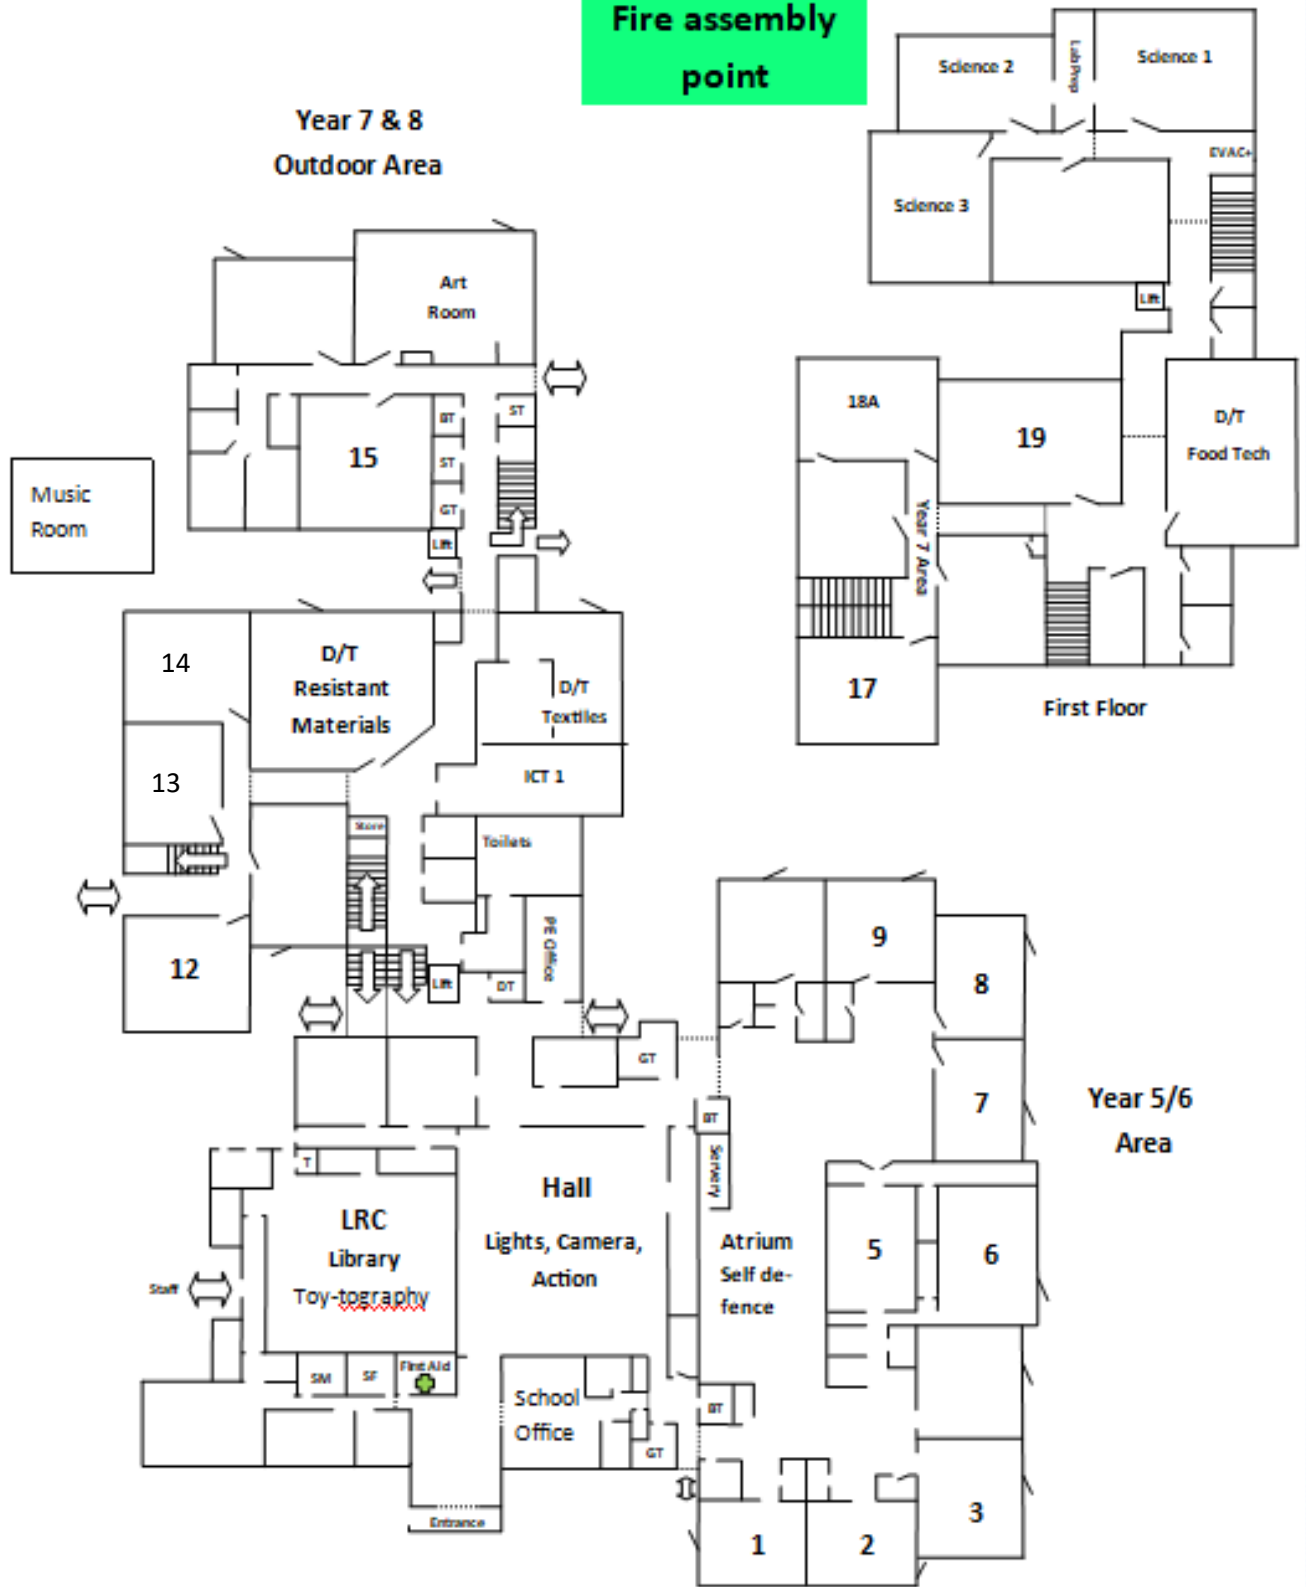 Fire assembly
point
Science 2
Lab Prep
Science 1
Year 7 & 8
Outdoor Area
EVAC+
Science 3
Art
Room
Lift
18A
19
D/T
Food Tech
BT
ST
15
ST
GT
Music
Room
Lift
Year 7 Area
14
D/T
Resistant
Materials
D/T
Textiles
17
First Floor
13
ICT 1
Store
Toilets
PE Office
9
12
8
Lift
DT
GT
7
Year 5/6
Area
BT
Servery
T
Hall
LRC
Library
Toy-tography
Lights, Camera,
Action
Atrium
Self de-
fence
5
6
Staff
SM
SF
First Aid
School
Office
BT
GT
3
Entrance
1
2